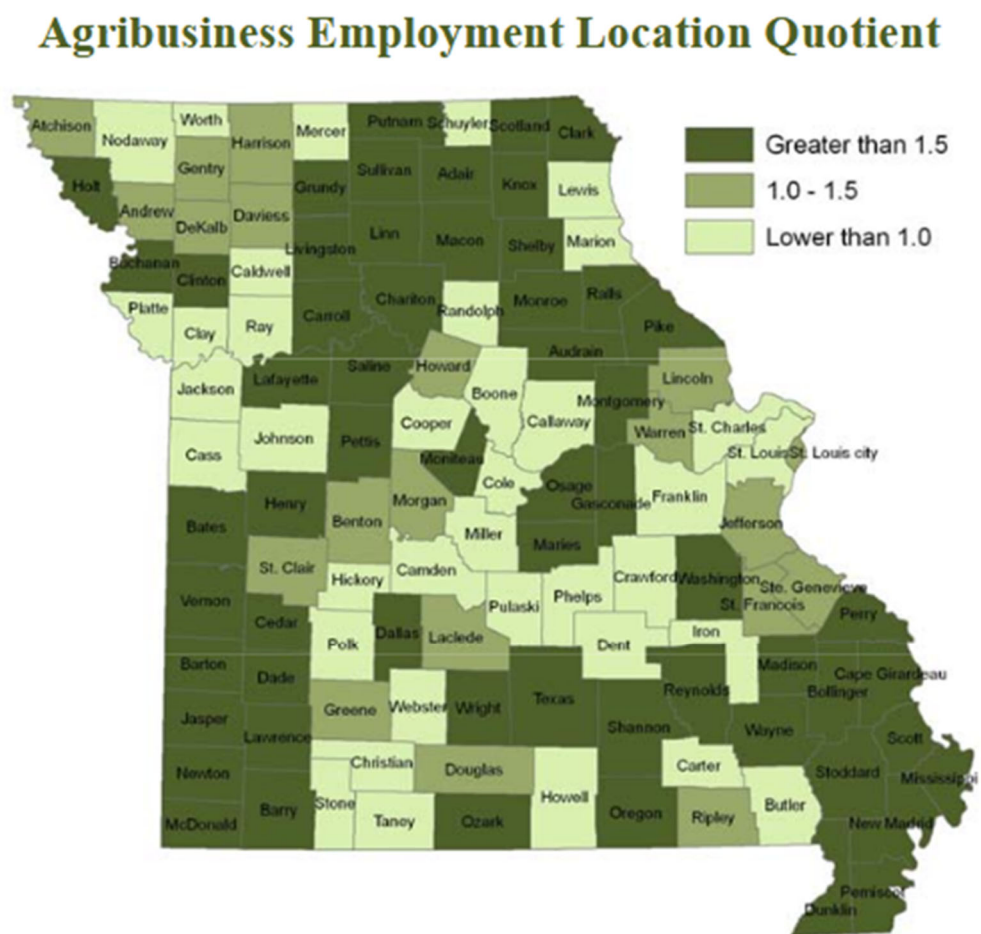 Agribusiness Employment Location Quotient
Greater than 1.5
1.0 - 1.5
Lower than 1.0
Atchison
Nodaway
Worth
Harrison
Mercer
Putnam
Schuyler
Scotland
Clark
Gentry
Holt
Grundy
Sullivan
Adair
Knox
Lewis
Andrew
DeKalb
Daviess
Livingston
Linn
Macon
Shelby
Marion
Buchanan
Clinton
Caldwell
Platte
Clay
Ray
Carroll
Chariton
Randolph
Monroe
Ralls
Pike
Audrain
Jackson
Lafayette
Saline
Howard
Boone
Callaway
Montgomery
Lincoln
Cass
Johnson
Pettis
Cooper
Moniteau
Cole
Warren
St. Charles
St. Louis
St. Louis city
Henry
Benton
Morgan
Miller
Osage
Gasconade
Franklin
Jefferson
Bates
Maries
St. Clair
Hickory
Camden
Pulaski
Phelps
Crawford
Washington
Ste. Genevieve
St. Francois
Perry
Vernon
Cedar
Polk
Dallas
Laclede
Dent
Iron
Barton
Dade
Madison
Cape Girardeau
Bollinger
Jasper
Lawrence
Greene
Webster
Wright
Texas
Shannon
Reynolds
Wayne
Scott
Newton
Christian
Douglas
Howell
Carter
Stoddard
Mississippi
McDonald
Barry
Stone
Taney
Ozark
Oregon
Ripley
Butler
New Madrid
Pemiscot
Dunklin